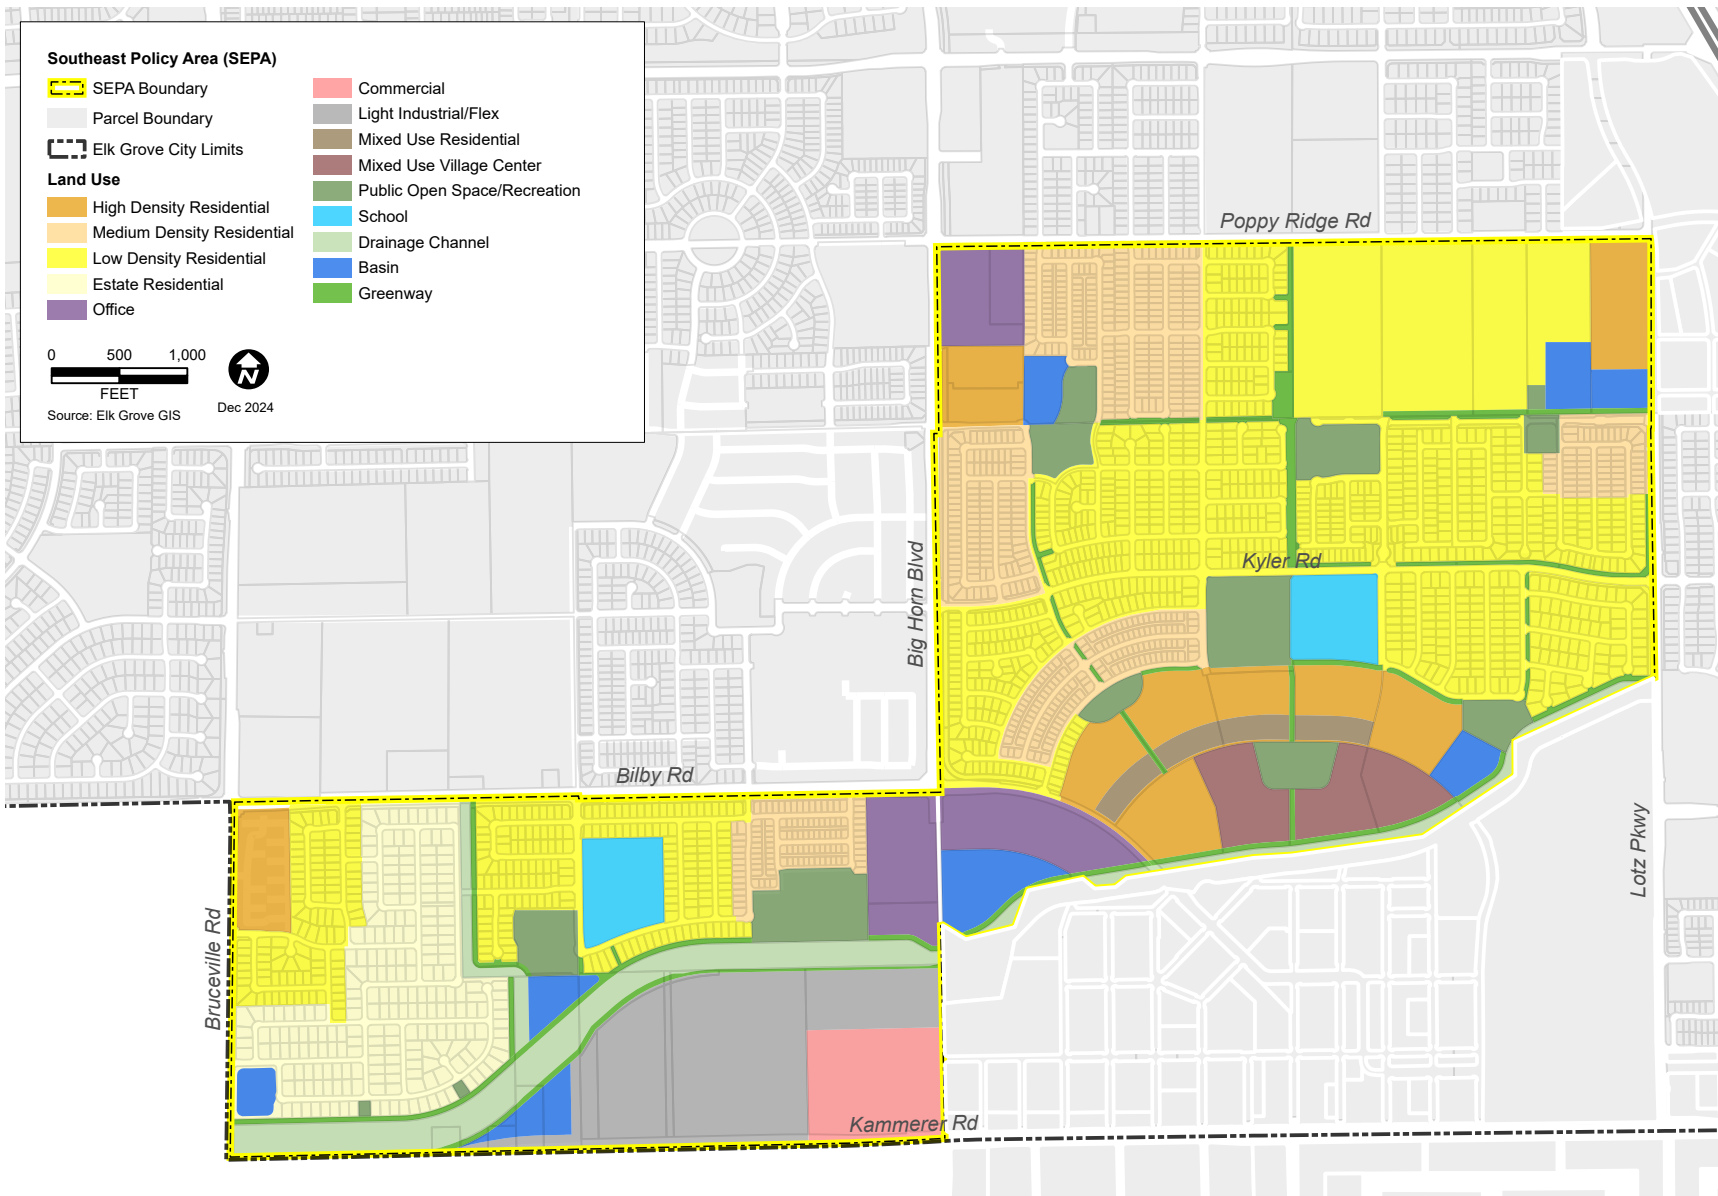 Southeast Policy Area (SEPA)
SEPA Boundary
Parcel Boundary
Elk Grove City Limits
Land Use
High Density Residential
Medium Density Residential
Low Density Residential
Estate Residential
Office
Commercial
Light Industrial/Flex
Mixed Use Residential
Mixed Use Village Center
Public Open Space/Recreation
School
Drainage Channel
Basin
Greenway
0 500 1,000
FEET
N
Source: Elk Grove GIS
Dec 2024
Poppy Ridge Rd
Big Horn Blvd
Kyler Rd
Bilby Rd
Lotz Pkwy
Bruceville Rd
Kammerer Rd